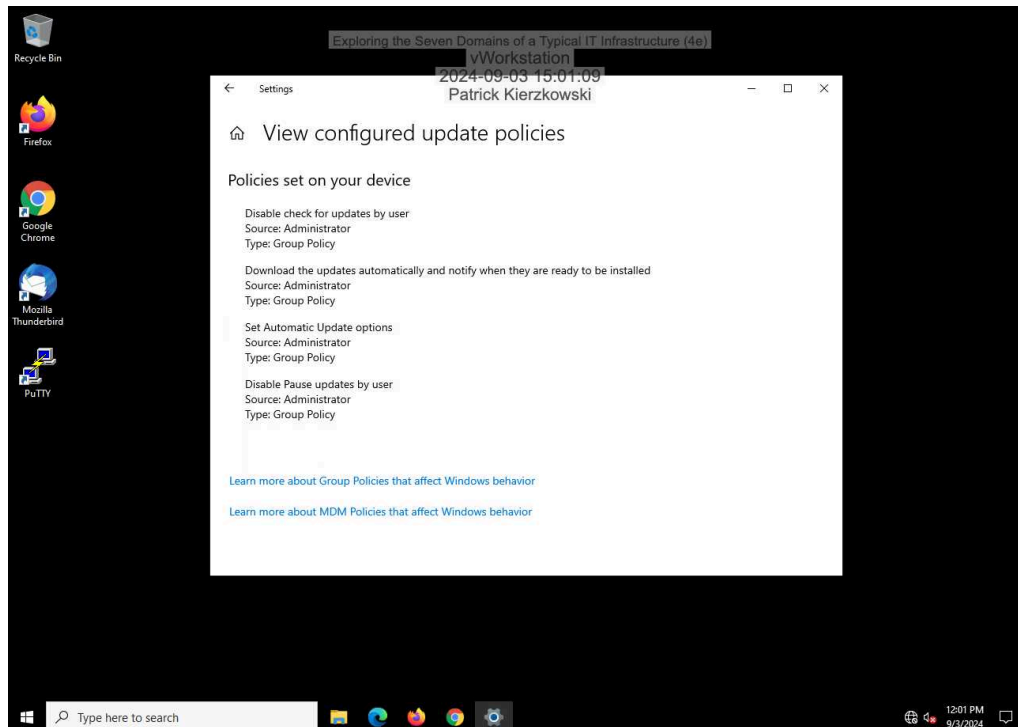 Recycle Bin
Exploring the Seven Domains of a Typical IT Infrastructure (4e)
vWorkstation
2024-09-03 15:01:09
Patrick Kierzkowski
Settings
View configured update policies
Policies set on your device
Disable check for updates by user
Source: Administrator
Type: Group Policy
Download the updates automatically and notify when they are ready to be installed
Source: Administrator
Type: Group Policy
Set Automatic Update options
Source: Administrator
Type: Group Policy
Disable Pause updates by user
Source: Administrator
Type: Group Policy
Learn more about Group Policies that affect Windows behavior
Learn more about MDM Policies that affect Windows behavior
Firefox
Google
Chrome
Mozilla
Thunderbird
PuTTY
Type here to search
12:01 PM
9/3/2024